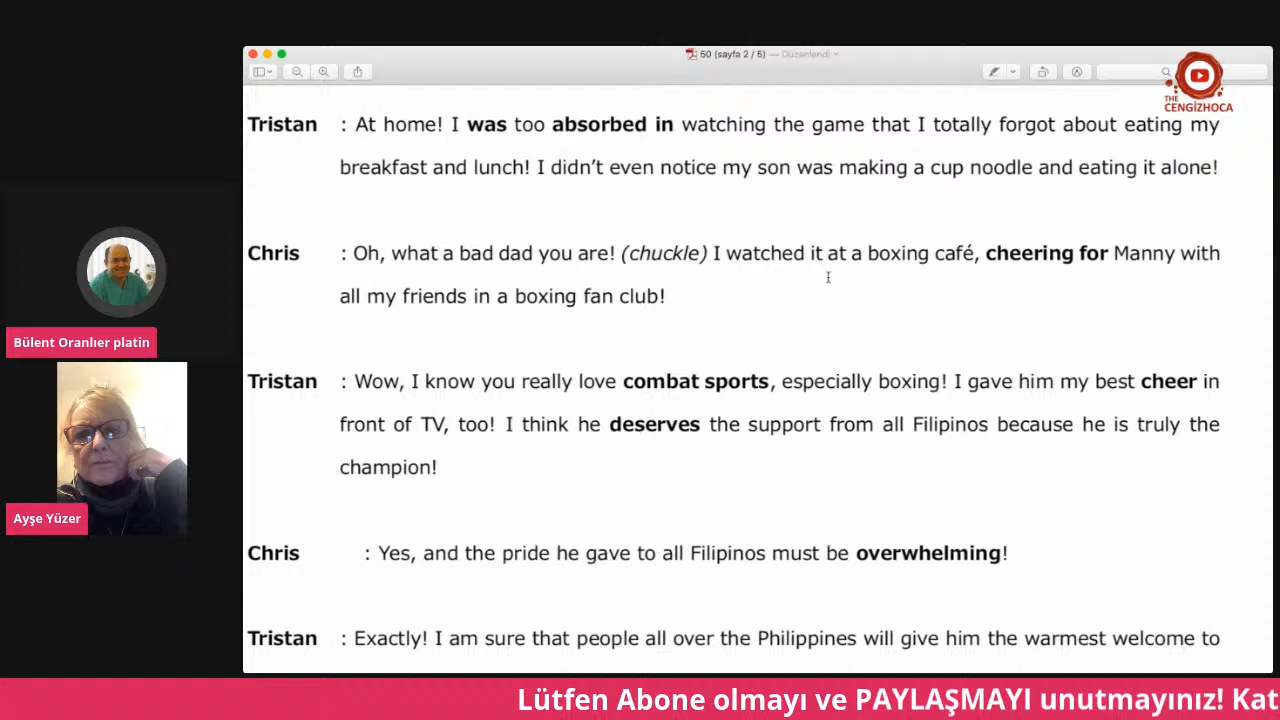 50 (sayfa 2 / 5) — Düzenlendi
THE
CENGİZHOCA
Tristan : At home! I was too absorbed in watching the game that I totally forgot about eating my
breakfast and lunch! I didn’t even notice my son was making a cup noodle and eating it alone!
Chris : Oh, what a bad dad you are! (chuckle) I watched it at a boxing café, cheering for Manny with
all my friends in a boxing fan club!
Tristan : Wow, I know you really love combat sports, especially boxing! I gave him my best cheer in
front of TV, too! I think he deserves the support from all Filipinos because he is truly the
champion!
Chris : Yes, and the pride he gave to all Filipinos must be overwhelming!
Tristan : Exactly! I am sure that people all over the Philippines will give him the warmest welcome to
Bülent Oranlıer platin
Ayşe Yüzer
Lütfen Abone olmayı ve PAYLAŞMAYI unutmayınız! Kat